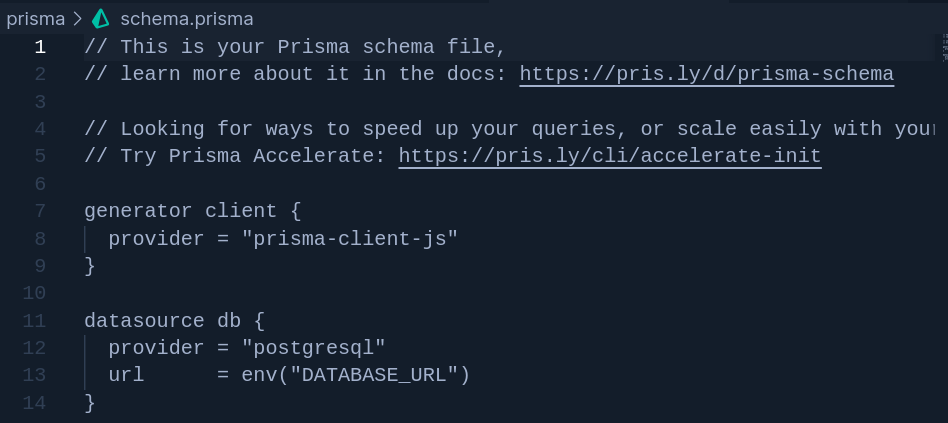 prisma > schema.prisma
1 // This is your Prisma schema file,
2 // learn more about it in the docs: https://pris.ly/d/prisma-schema
3
4 // Looking for ways to speed up your queries, or scale easily with your
5 // Try Prisma Accelerate: https://pris.ly/cli/accelerate-init
6
7 generator client {
8   provider = "prisma-client-js"
9 }
10
11 datasource db {
12   provider = "postgresql"
13   url      = env("DATABASE_URL")
14 }